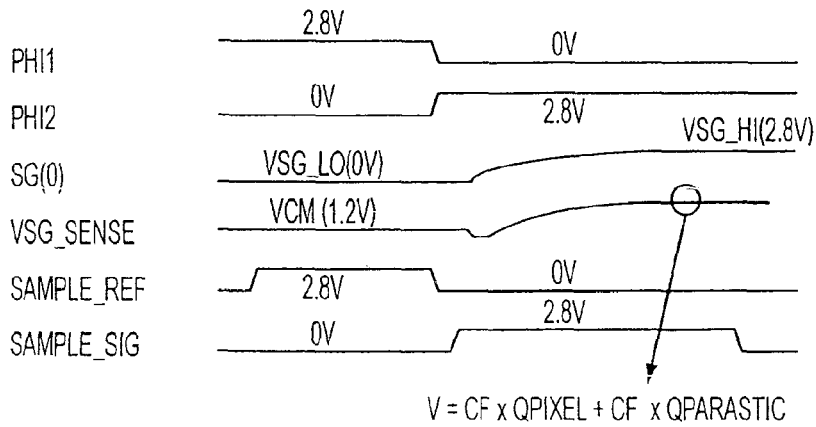 2.8V
PHI1
0V
PHI2
0V
2.8V
VSG_HI(2.8V)
SG(0)
VSG_LO(0V)
VSG_SENSE
VCM (1.2V)
SAMPLE_REF
2.8V
0V
SAMPLE_SIG
0V
2.8V
V = CF x QPIXEL + CF x QPARASTIC